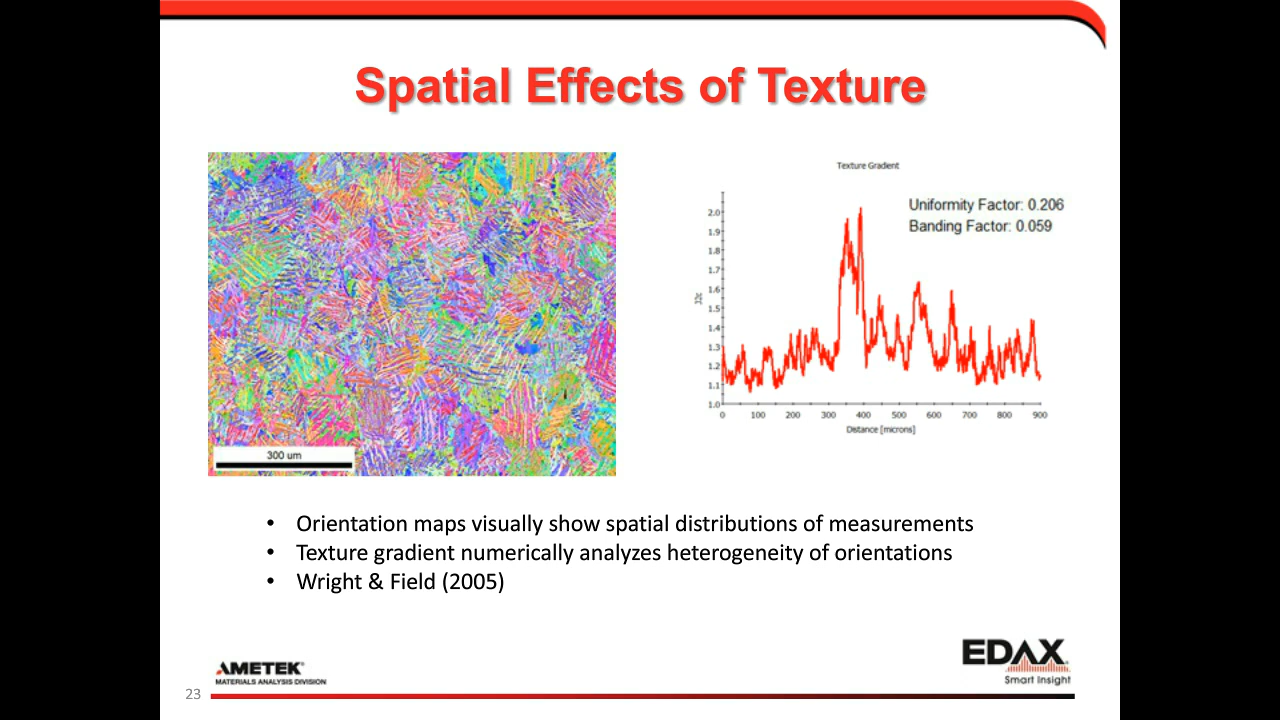 Spatial Effects of Texture
300 um
Texture Gradient
Uniformity Factor: 0.206
Banding Factor: 0.059
2.0
1.9
1.8
1.7
1.6
1.5
1.4
1.3
1.2
1.1
1.0
0 100 200 300 400 500 600 700 800 900
Distance [microns]
• Orientation maps visually show spatial distributions of measurements
• Texture gradient numerically analyzes heterogeneity of orientations
• Wright & Field (2005)
AMETEK®
MATERIALS ANALYSIS DIVISION
EDAX
Smart Insight
23